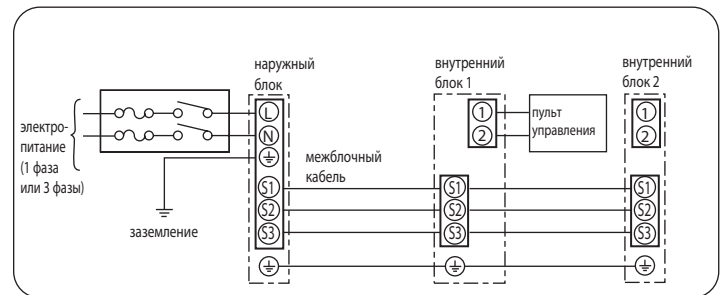 наружный
блок
внутренний
блок 1
внутренний
блок 2
электро-
питание
(1 фаза
или 3 фазы)
L
N
заземление
межблочный
кабель
1
2
пульт
управления
1
2
S1
S2
S3
S1
S2
S3
S1
S2
S3